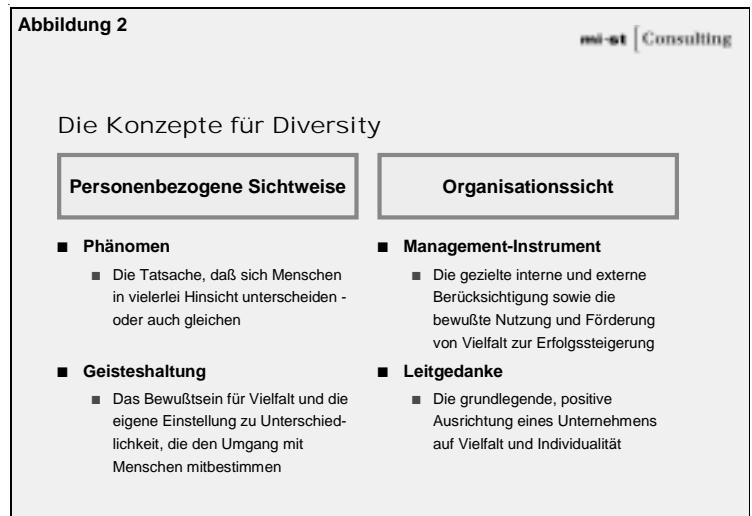 Abbildung 2
mi-st [Consulting
Die Konzepte für Diversity
Personenbezogene Sichtweise
■ Phänomen
■ Die Tatsache, daß sich Menschen
in vielerlei Hinsicht unterscheiden -
oder auch gleichen
■ Geisteshaltung
■ Das Bewußtsein für Vielfalt und die
eigene Einstellung zu Unterschied-
lichkeit, die den Umgang mit
Menschen mitbestimmen
Organisationssicht
■ Management-Instrument
■ Die gezielte interne und externe
Berücksichtigung sowie die
bewußte Nutzung und Förderung
von Vielfalt zur Erfolgssteigerung
■ Leitgedanke
■ Die grundlegende, positive
Ausrichtung eines Unternehmens
auf Vielfalt und Individualität